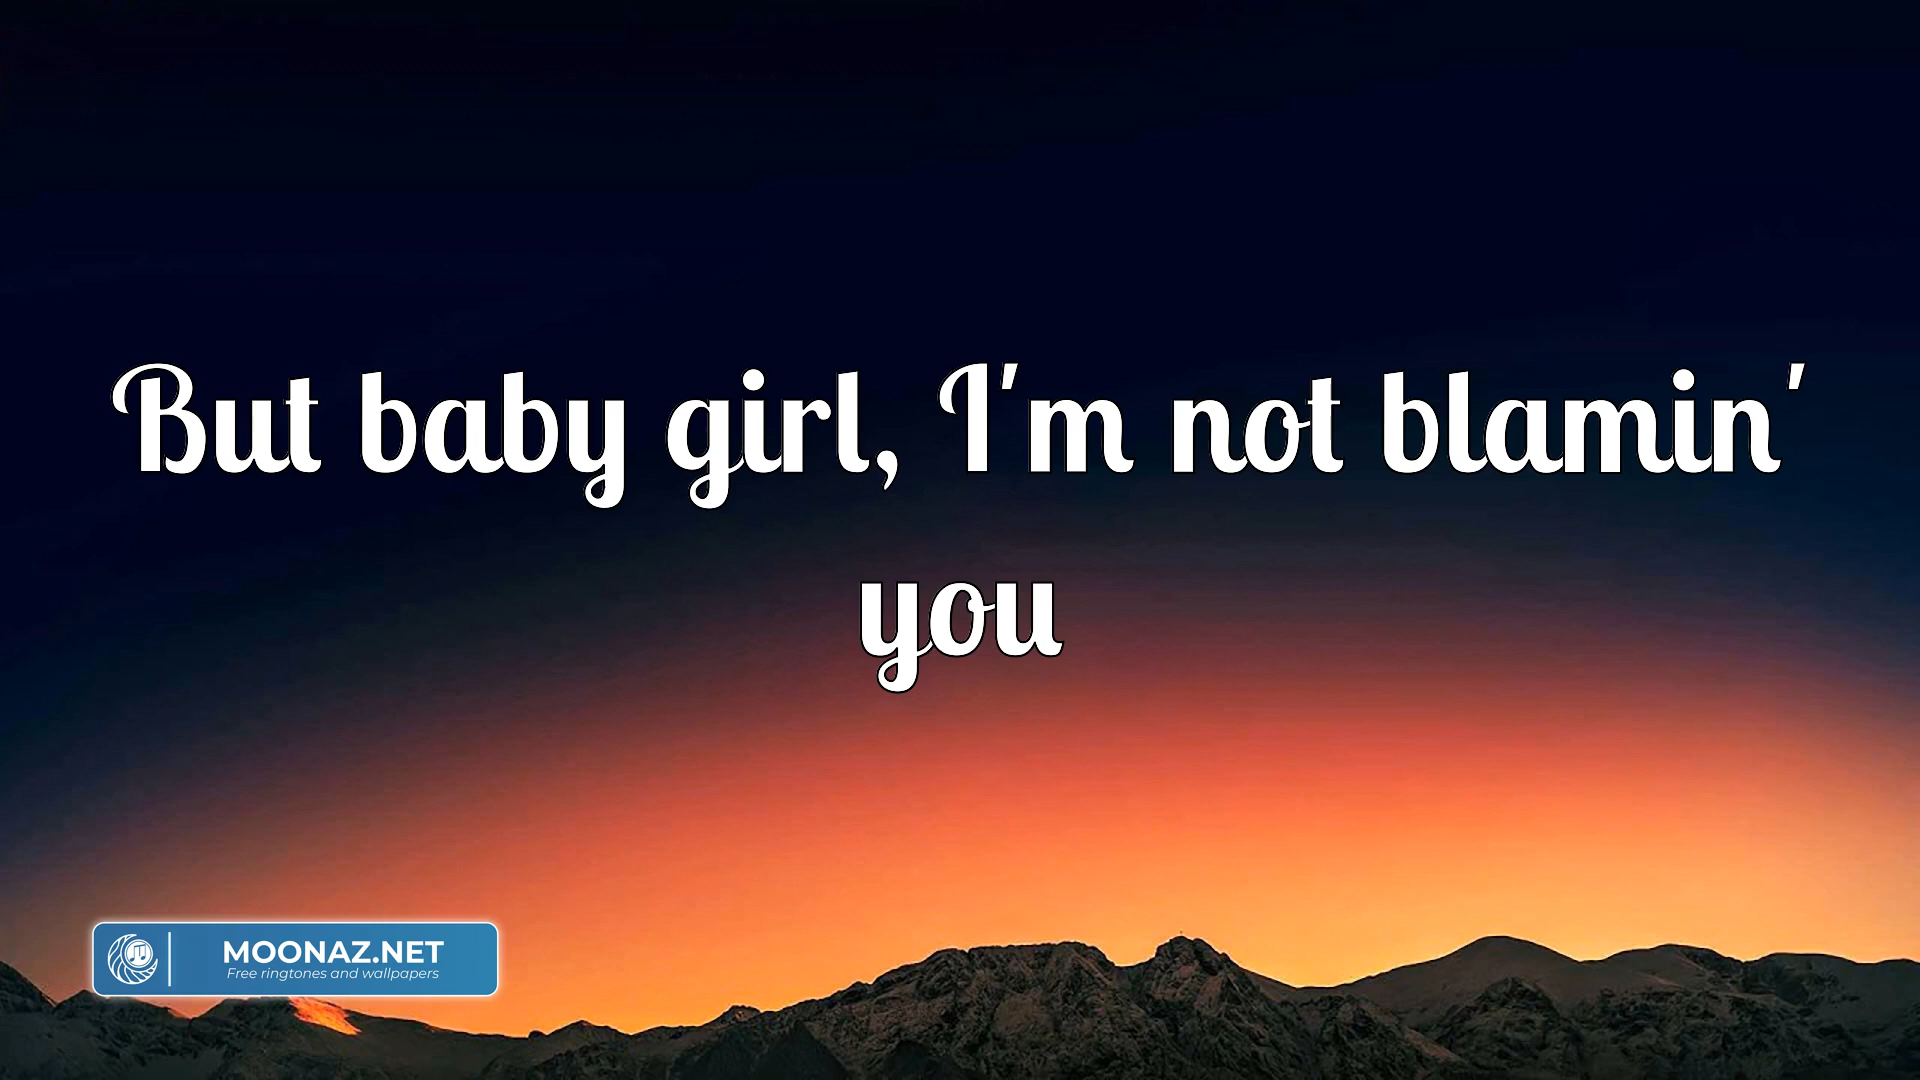 But baby girl, I'm not blamin'
you
MOONAZ.NET
Free ringtones and wallpapers